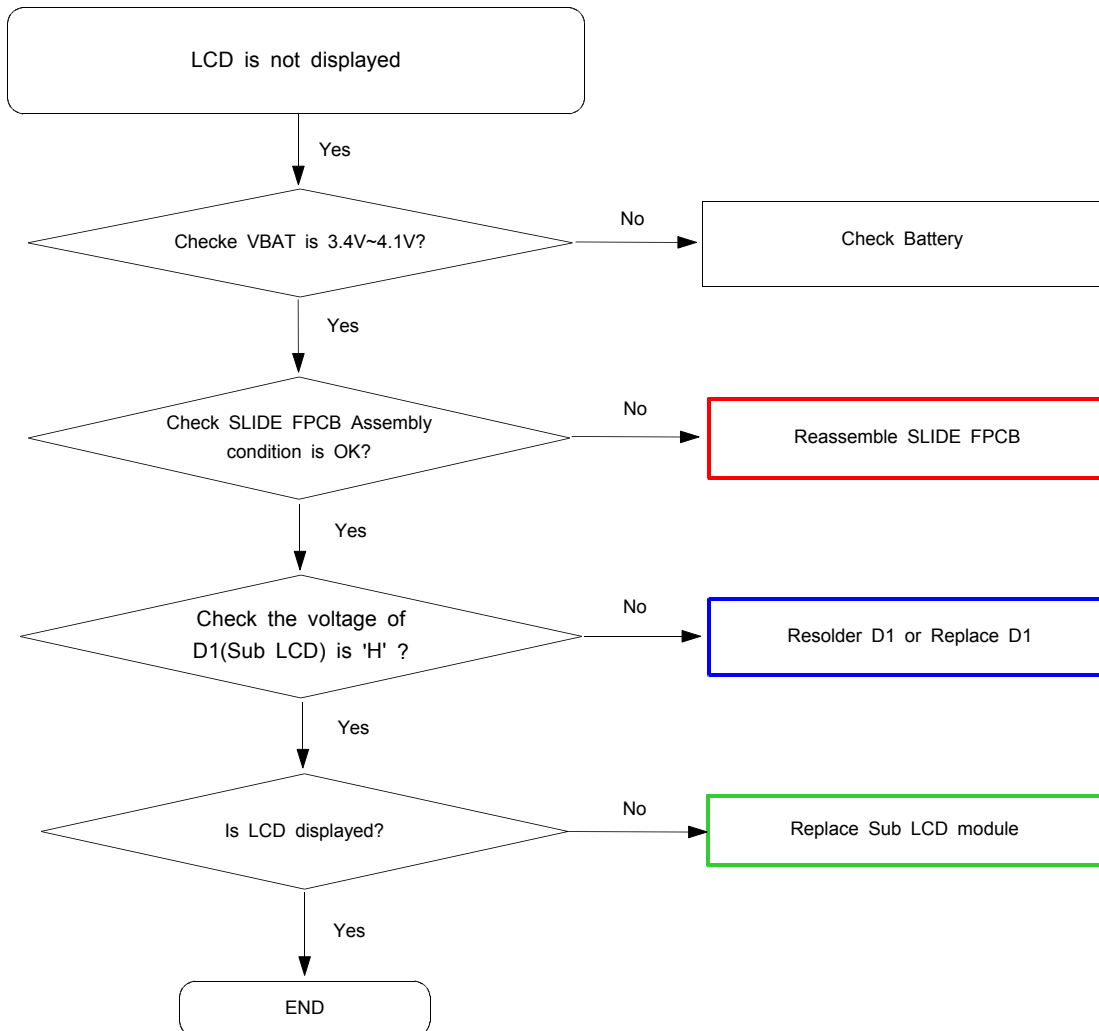 LCD is not displayed
Yes
Checke VBAT is 3.4V~4.1V?
No
Check Battery
Yes
Check SLIDE FPCB Assembly
condition is OK?
No
Reassemble SLIDE FPCB
Yes
Check the voltage of
D1(Sub LCD) is 'H' ?
No
Resolder D1 or Replace D1
Yes
Is LCD displayed?
No
Replace Sub LCD module
Yes
END